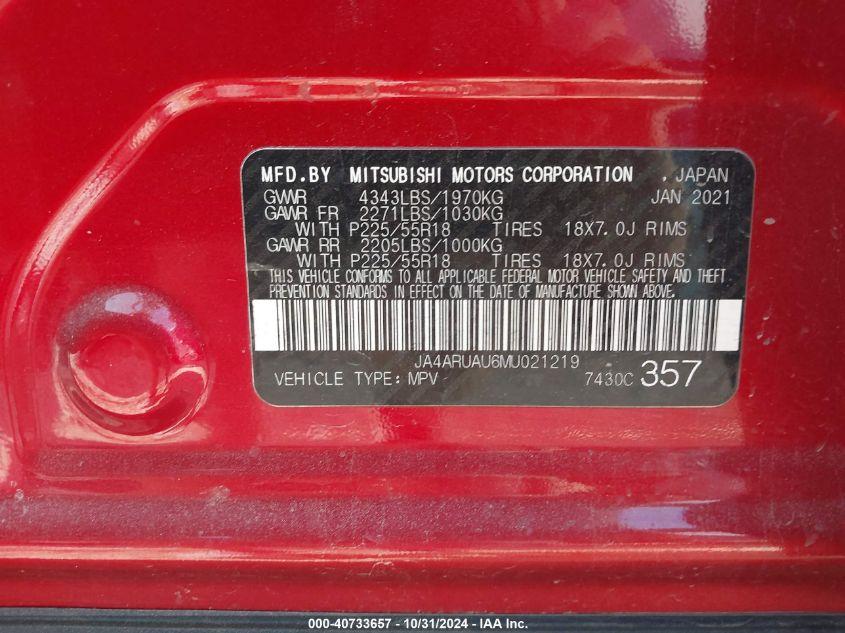 MFD.BY MITSUBISHI MOTORS CORPORATION , JAPAN
GVWR 4343LBS/1970KG JAN 2021
GAWR FR 2271LBS/1030KG
WITH P225/55R18 TIRES 18X7.0J RIMS
GAWR RR 2205LBS/1000KG
WITH P225/55R18 TIRES 18X7.0J RIMS
THIS VEHICLE CONFORMS TO ALL APPLICABLE FEDERAL MOTOR VEHICLE SAFETY AND THEFT
PREVENTION STANDARDS IN EFFECT ON THE DATE OF MANUFACTURE SHOWN ABOVE.
JA4ARUAU6MU021219
VEHICLE TYPE: MPV 7430C 357
000-40733657 - 10/31/2024 - IAA Inc.